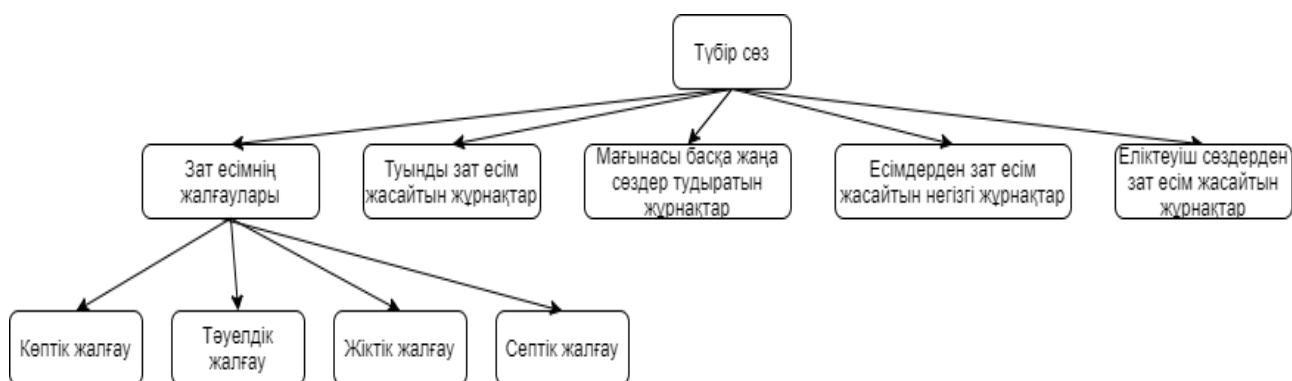 Түбір сөз
Зат есімнің
жалғаулары
Туынды зат есім
жасайтын жұрнақтар
Мағынасы басқа жаңа
сөздер тудыратын
жұрнақтар
Есімдерден зат есім
жасайтын негізгі жұрнақтар
Еліктеуіш сөздерден
зат есім жасайтын
жұрнақтар
Көптік жалғау
Тәуелдік
жалғау
Жіктік жалғау
Септік жалғау